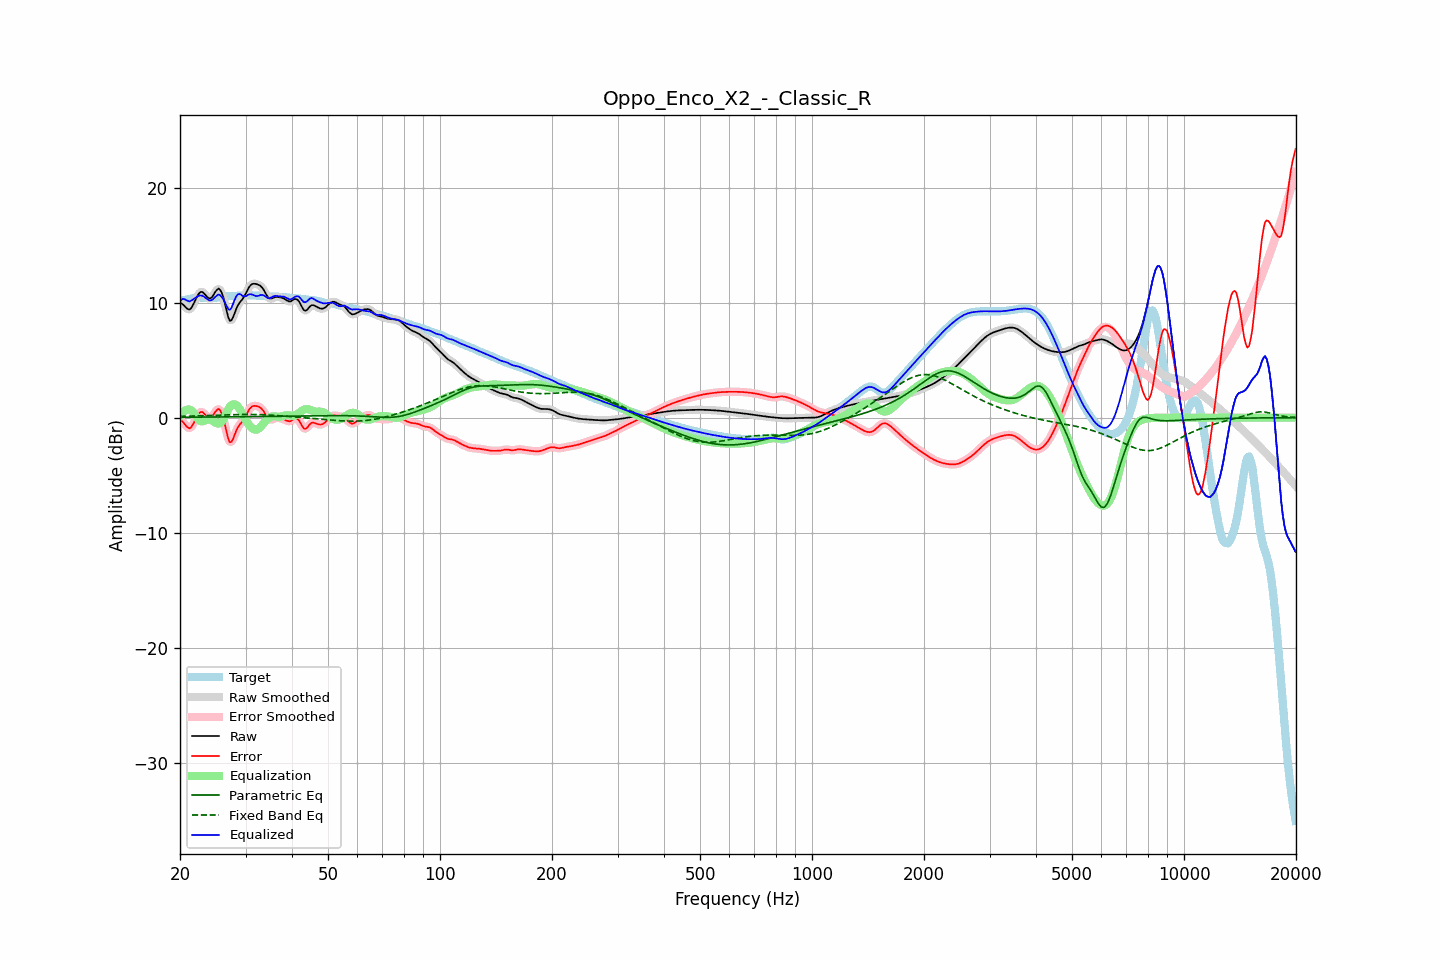 Oppo_Enco_X2_-_Classic_R
Amplitude (dBr)
20
10
0
−10
−20
−30
Target
Raw Smoothed
Error Smoothed
Raw
Error
Equalization
Parametric Eq
Fixed Band Eq
Equalized
20 50 100 200 500 1000 2000 5000 10000 20000
Frequency (Hz)